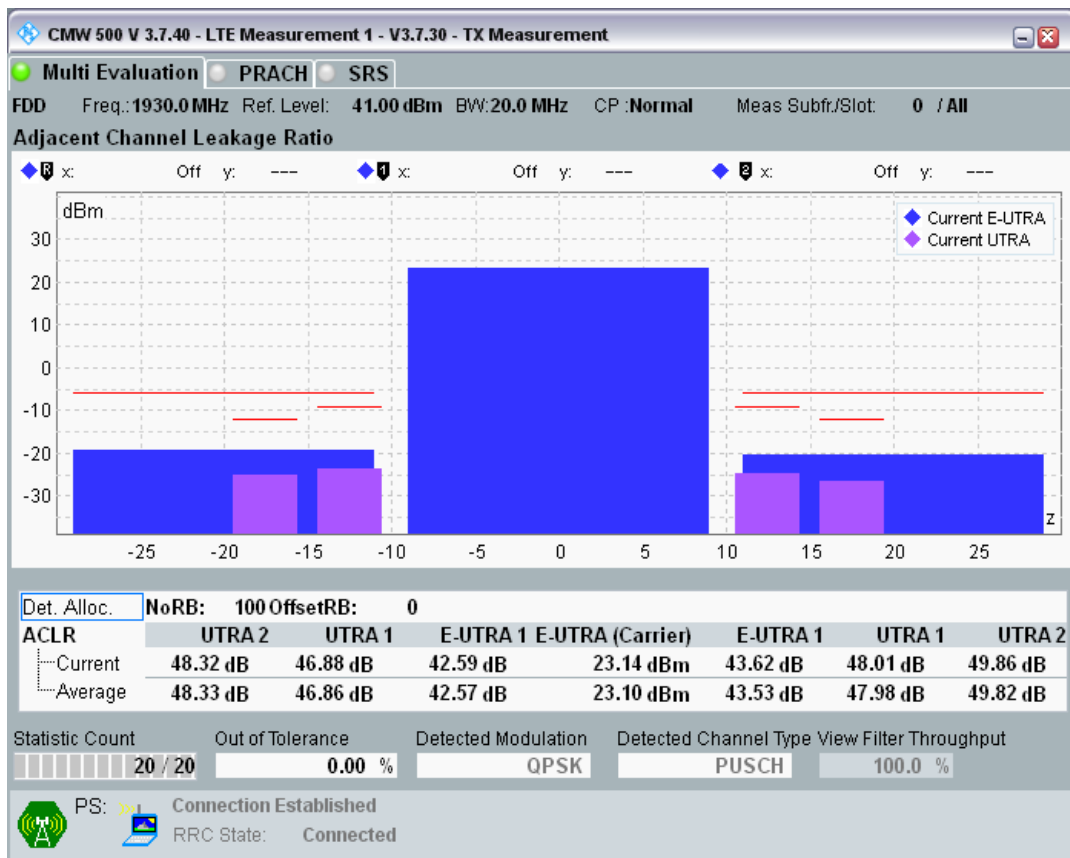 CMW 500 V 3.7.40 - LTE Measurement 1 - V3.7.30 - TX Measurement
Multi Evaluation PRACH SRS
FDD Freq.: 1930.0 MHz Ref. Level: 41.00 dBm BW: 20.0 MHz CP :Normal Meas Subfr./Slot: 0 / All
Adjacent Channel Leakage Ratio
R x: Off y: --- 1 x: Off y: --- 2 x: Off y: ---
dBm
Current E-UTRA
Current UTRA
30
20
10
0
-10
-20
-30
z
-25 -20 -15 -10 -5 0 5 10 15 20 25
Det. Alloc. NoRB: 100 OffsetRB: 0
ACLR UTRA 2 UTRA 1 E-UTRA 1 E-UTRA (Carrier) E-UTRA 1 UTRA 1 UTRA 2
Current 48.32 dB 46.88 dB 42.59 dB 23.14 dBm 43.62 dB 48.01 dB 49.86 dB
Average 48.33 dB 46.86 dB 42.57 dB 23.10 dBm 43.53 dB 47.98 dB 49.82 dB
Statistic Count Out of Tolerance Detected Modulation Detected Channel Type View Filter Throughput
20 / 20 0.00 % QPSK PUSCH 100.0 %
PS: Connection Established
RRC State: Connected